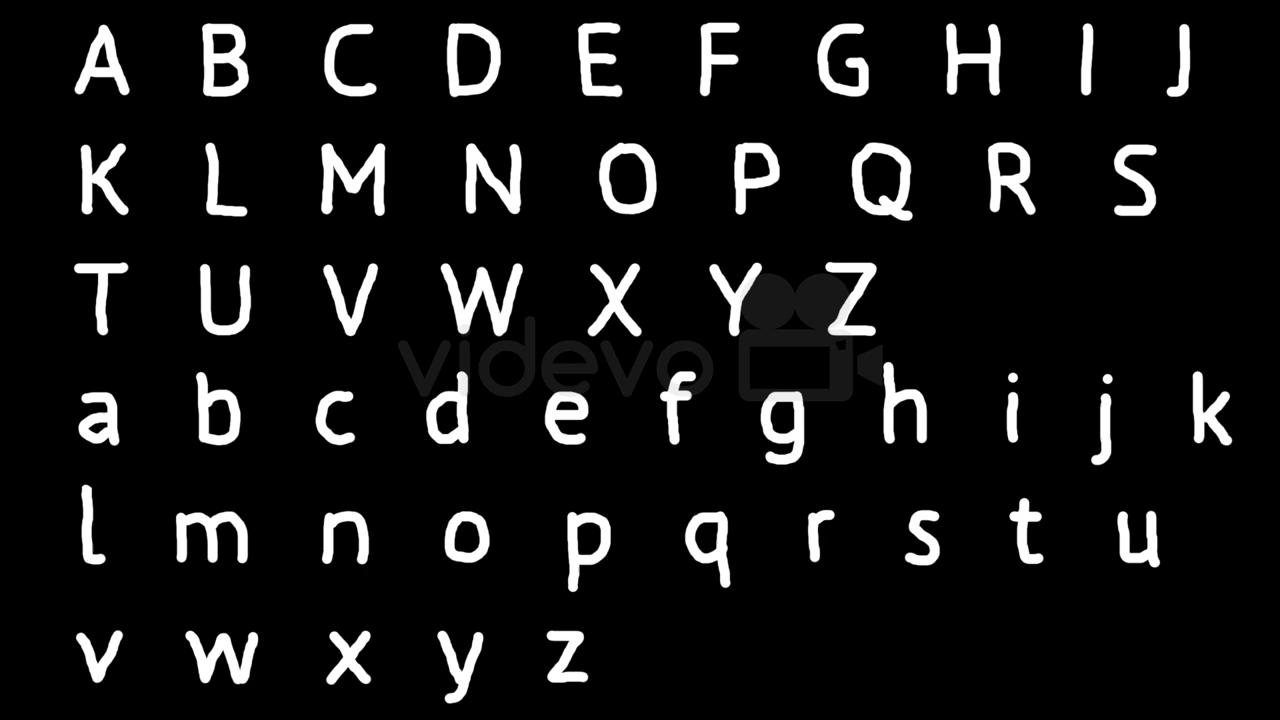 A B C D E F G H I J
K L M N O P Q R S
T U V W X Y Z
videvo
a b c d e f g h i j k
l m n o p q r s t u
v w x y z